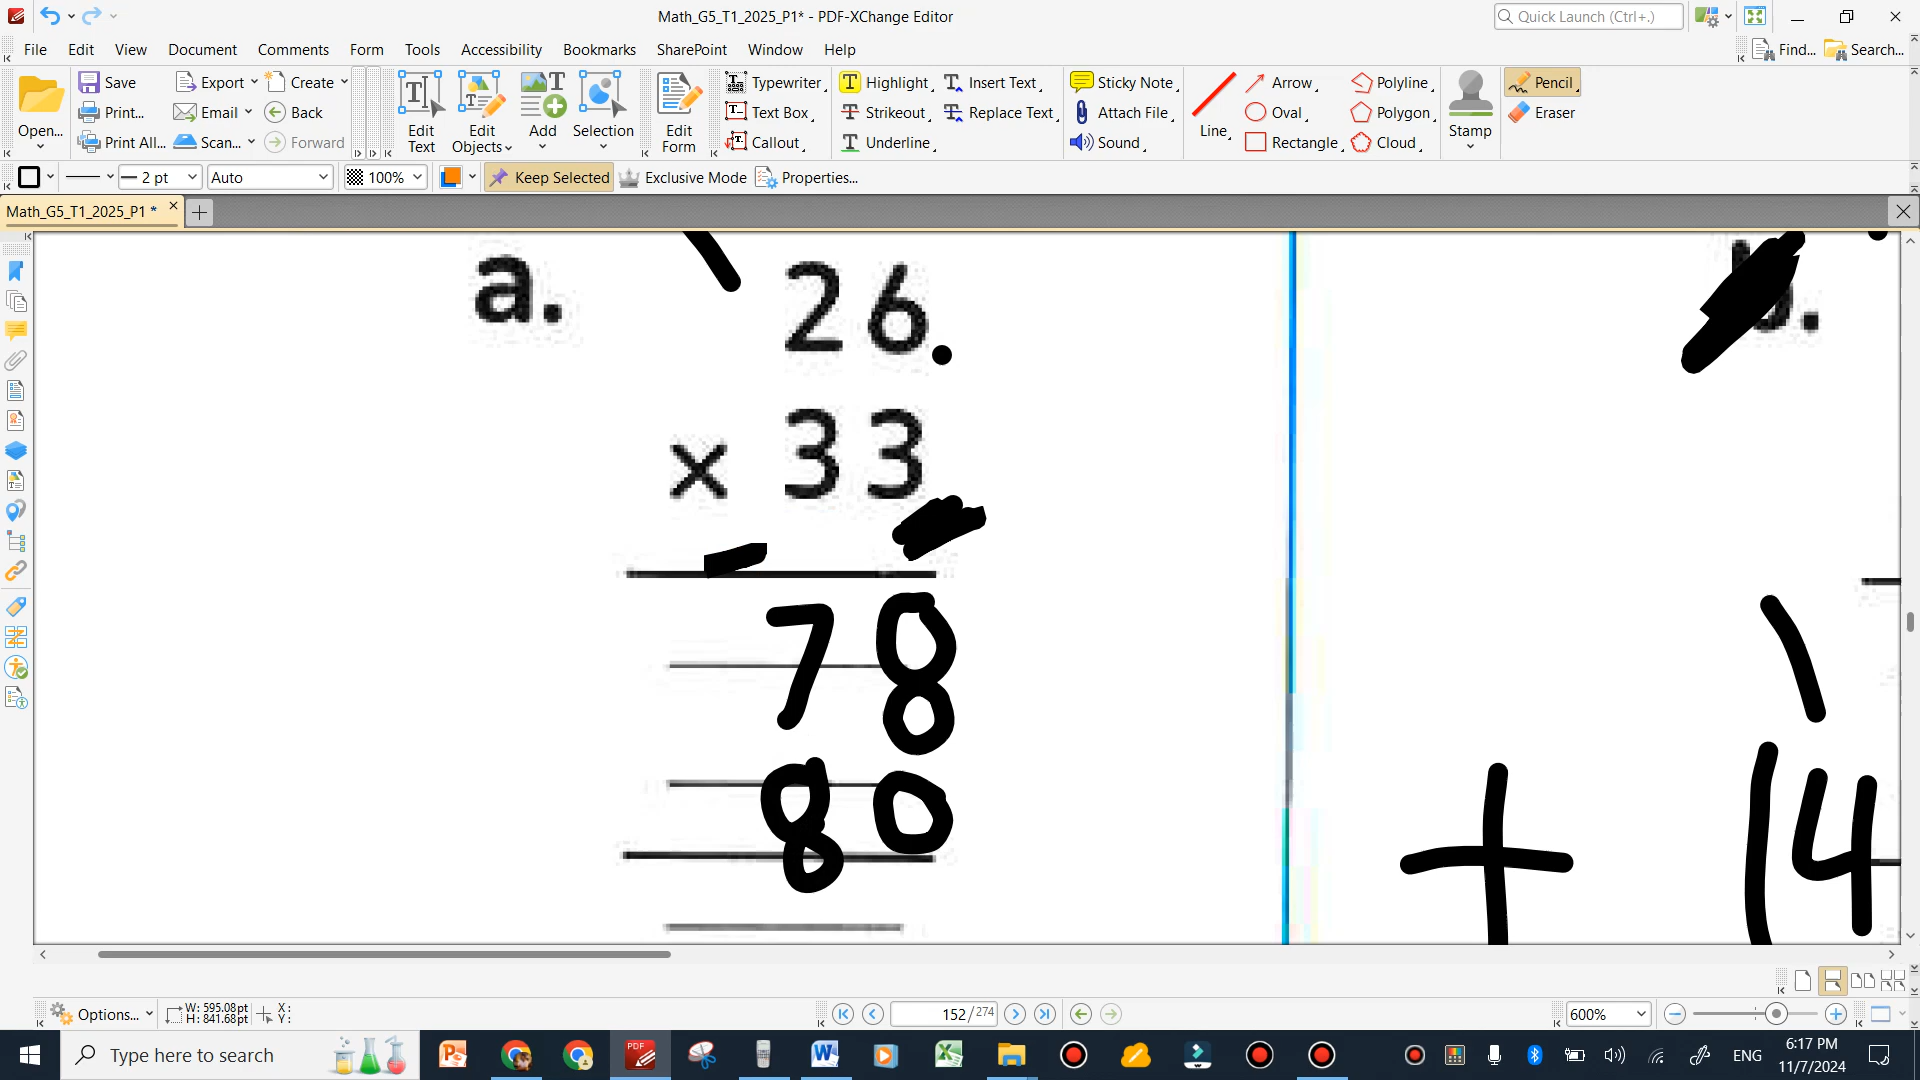 Math_G5_T1_2025_P1* - PDF-XChange Editor
Quick Launch (Ctrl+.)
File Edit View Document Comments Form Tools Accessibility Bookmarks SharePoint Window Help
Find... Search...
Open...
Save
Print...
Print All...
Export
Email
Scan...
Create
Back
Forward
Edit Text
Edit Objects
Add
Selection
Edit Form
Typewriter
Text Box
Callout
Highlight
Strikeout
Underline
Insert Text
Replace Text
Sticky Note
Attach File
Sound
Line
Arrow
Oval
Rectangle
Polyline
Polygon
Cloud
Stamp
Pencil
Eraser
2 pt Auto 100% Keep Selected Exclusive Mode Properties...
Math_G5_T1_2025_P1 *
a. 26.
× 33
78
80
+ 14
Options... W: 595.08pt X:
H: 841.68pt Y:
152 / 274
600%
Type here to search
ENG
6:17 PM
11/7/2024